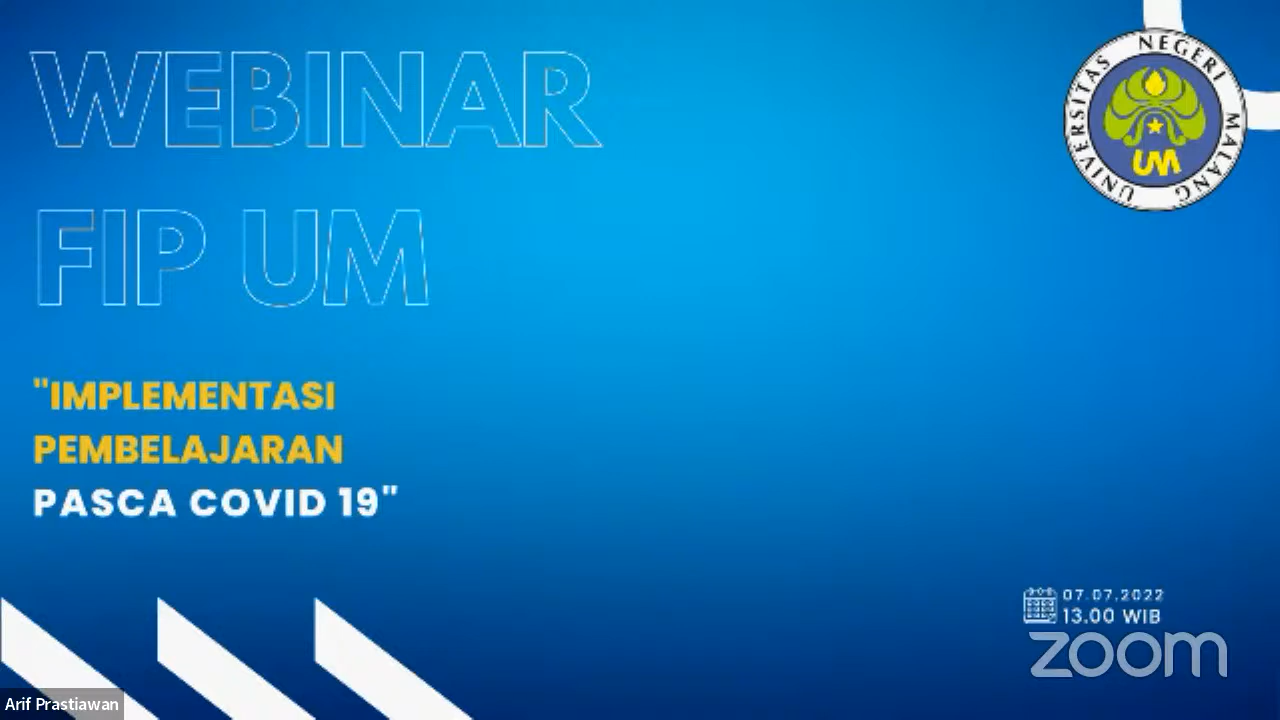 WEBINAR
FIP UM
UNIVERSITAS NEGERI MALANG
UM
"IMPLEMENTASI
PEMBELAJARAN
PASCA COVID 19"
07.07.2022
13.00 WIB
zoom
Arif Prastiawan